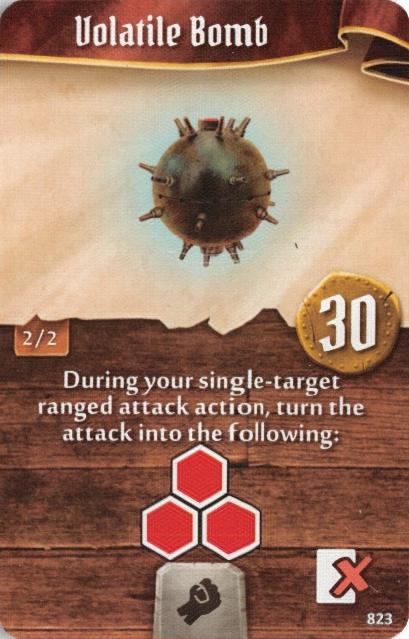 Volatile Bomb
30
2/2
During your single-target
ranged attack action, turn the
attack into the following:
823